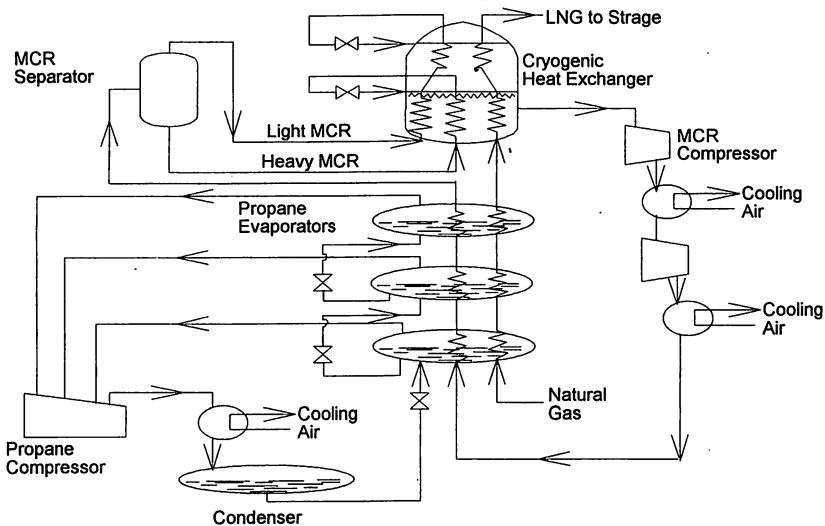 LNG to Strage
MCR
Separator
Cryogenic
Heat Exchanger
Light MCR
Heavy MCR
MCR
Compressor
Cooling
Air
Propane
Evaporators
Cooling
Air
Natural
Gas
Cooling
Air
Propane
Compressor
Condenser